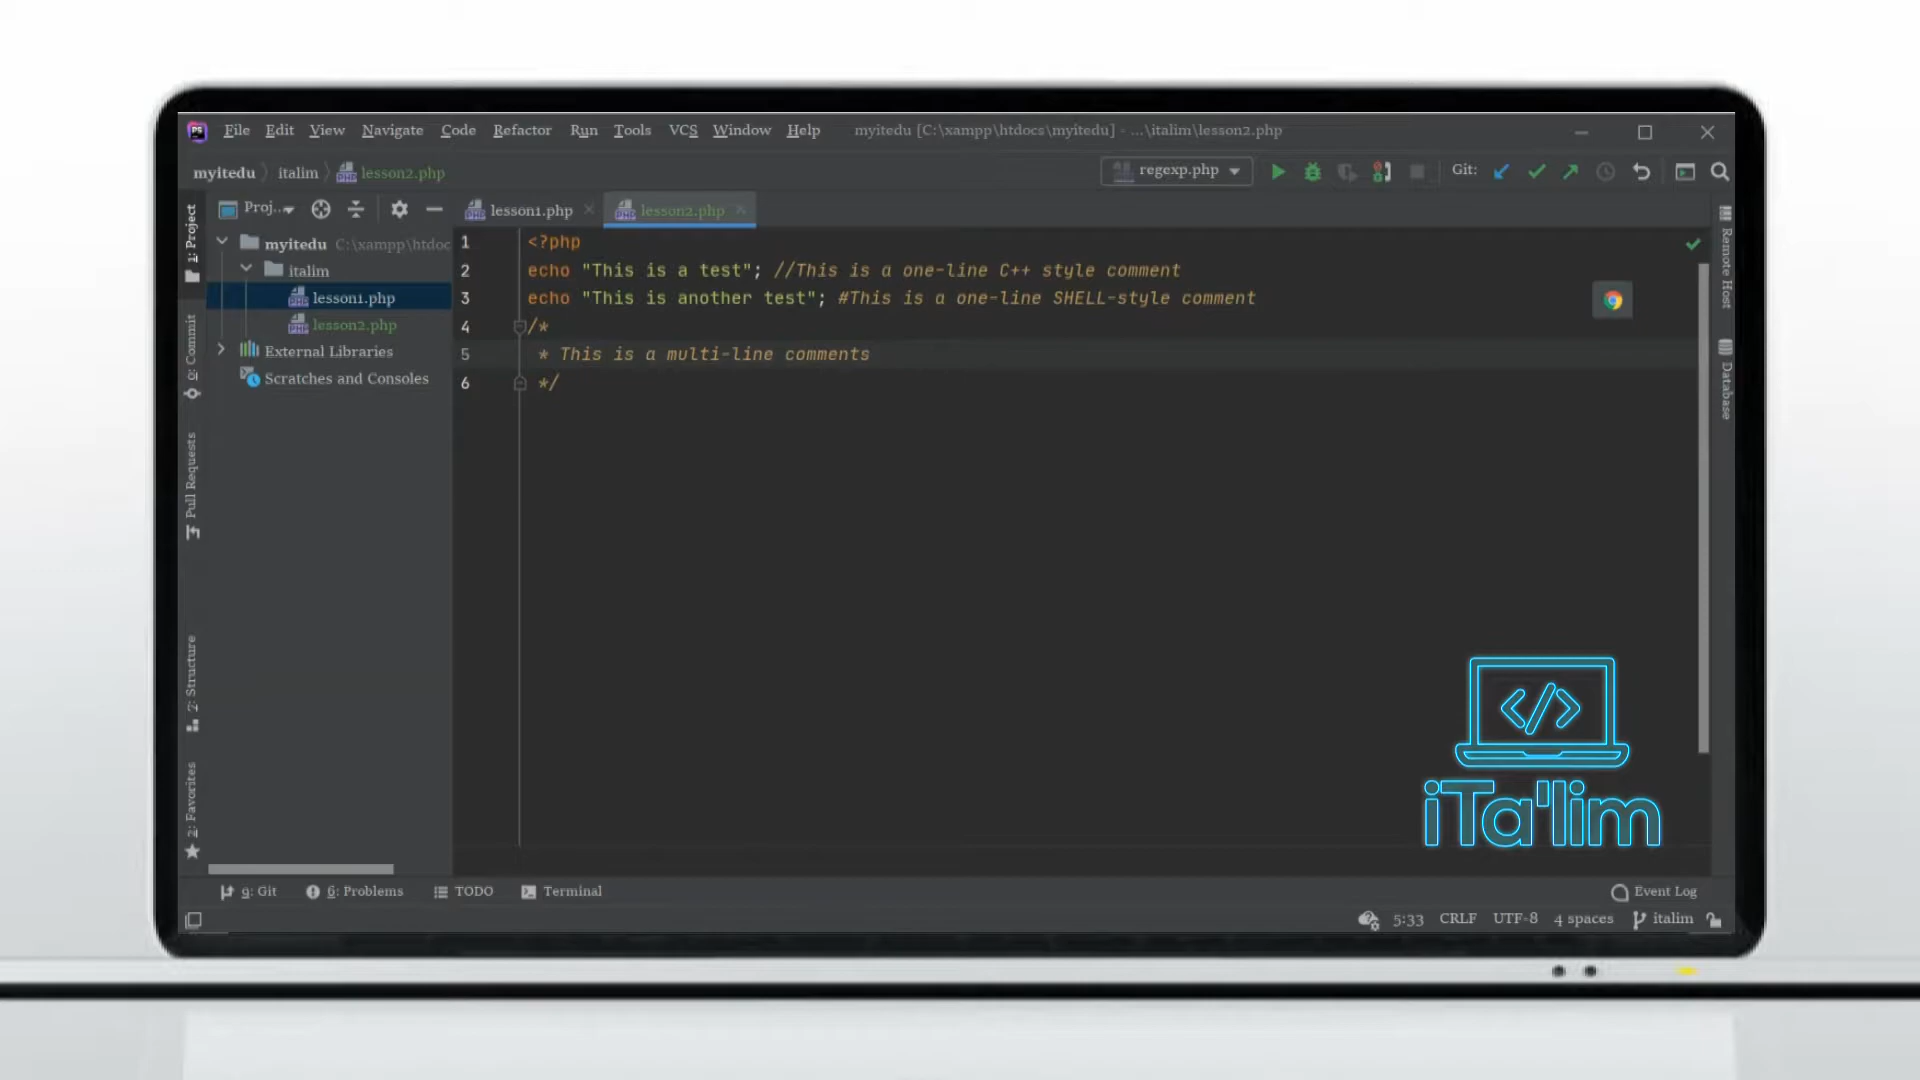 PS File Edit View Navigate Code Refactor Run Tools VCS Window Help myitedu [C:\xampp\htdocs\myitedu] - ...\italim\lesson2.php
myitedu italim lesson2.php regexp.php Git:
1: Project Proj... lesson1.php lesson2.php
myitedu C:\xampp\htdoc
italim
lesson1.php
lesson2.php
External Libraries
Scratches and Consoles
0: Commit
Pull Requests
2: Structure
2: Favorites
1 <?php
2 echo "This is a test"; //This is a one-line C++ style comment
3 echo "This is another test"; #This is a one-line SHELL-style comment
4 /*
5 * This is a multi-line comments
6 */
Remote Host
Database
iTa'lim
9: Git 6: Problems TODO Terminal Event Log
5:33 CRLF UTF-8 4 spaces italim